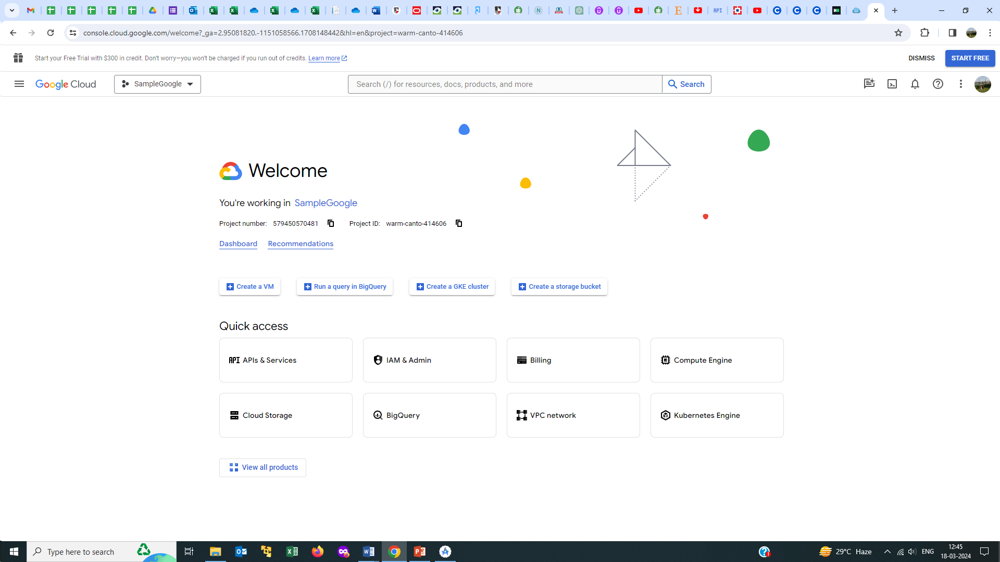 console.cloud.google.com/welcome?_ga=2.95081820.-1151058566.1708148442&hl=en&project=warm-canto-414606
Start your Free Trial with $300 in credit. Don’t worry—you won’t be charged if you run out of credits. Learn more
DISMISS
START FREE
Google Cloud
SampleGoogle
Search (/) for resources, docs, products, and more
Search
Welcome
You're working in SampleGoogle
Project number: 579450570481
Project ID: warm-canto-414606
Dashboard
Recommendations
Create a VM
Run a query in BigQuery
Create a GKE cluster
Create a storage bucket
Quick access
API APIs & Services
IAM & Admin
Billing
Compute Engine
Cloud Storage
BigQuery
VPC network
Kubernetes Engine
View all products
Type here to search
29°C Haze
ENG
12:45
18-03-2024